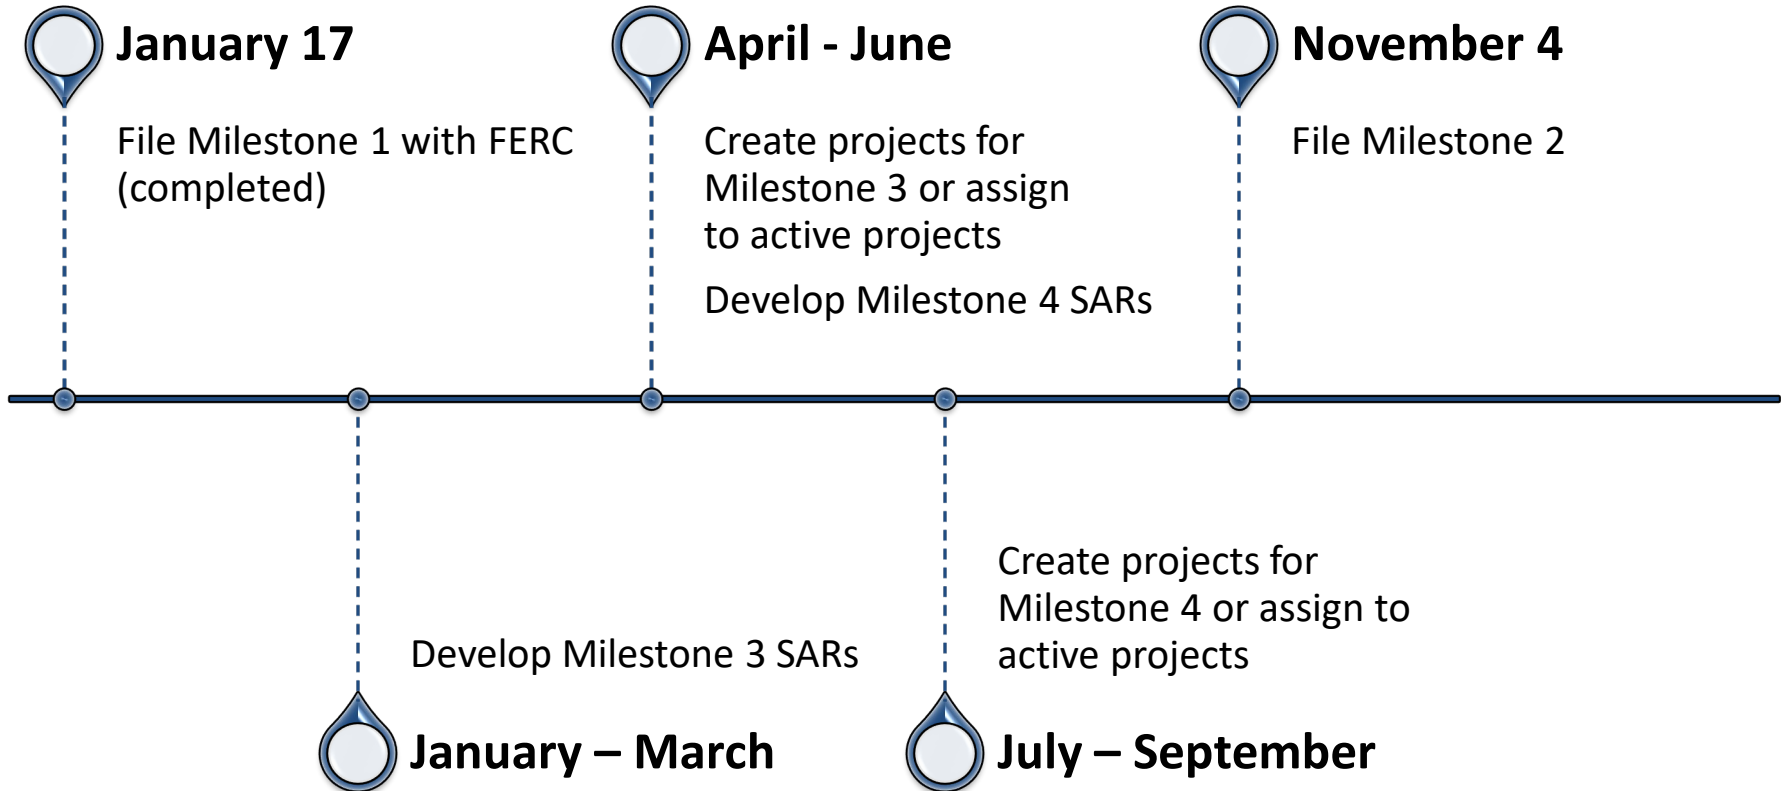 January 17
File Milestone 1 with FERC
(completed)
April - June
Create projects for
Milestone 3 or assign
to active projects
Develop Milestone 4 SARs
November 4
File Milestone 2
Develop Milestone 3 SARs
January – March
Create projects for
Milestone 4 or assign to
active projects
July – September